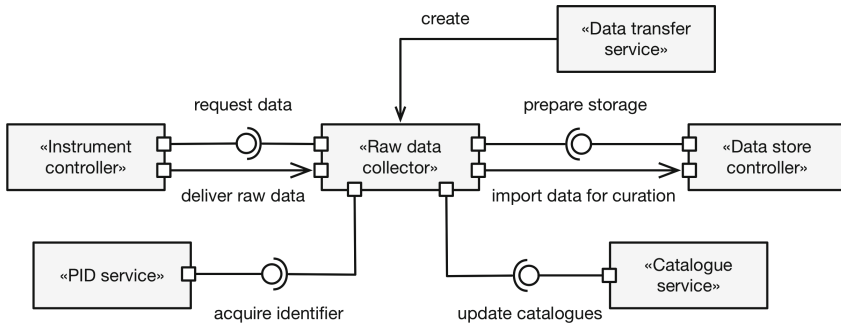 create
«Data transfer
service»
request data
prepare storage
«Instrument
controller»
«Raw data
collector»
«Data store
controller»
deliver raw data
import data for curation
«PID service»
«Catalogue
service»
acquire identifier
update catalogues